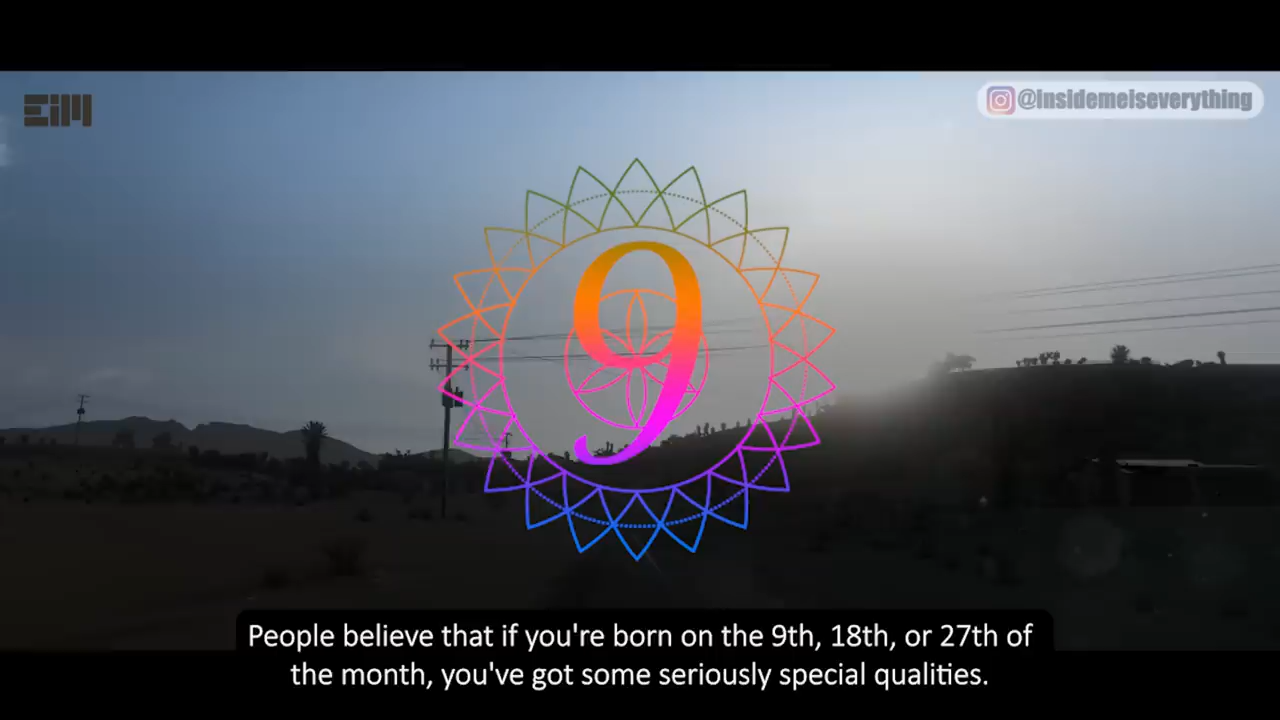 EiM
@insidemeiseverything
9
People believe that if you're born on the 9th, 18th, or 27th of
the month, you've got some seriously special qualities.